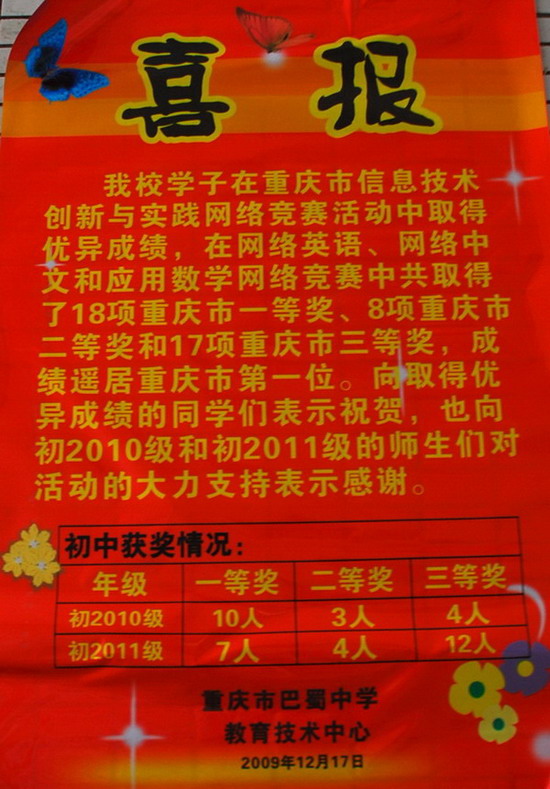 喜报
我校学子在重庆市信息技术
创新与实践网络竞赛活动中取得
优异成绩，在网络英语、网络中
文和应用数学网络竞赛中共取得
了18项重庆市一等奖、8项重庆市
二等奖和17项重庆市三等奖，成
绩遥居重庆市第一位。向取得优
异成绩的同学们表示祝贺，也向
初2010级和初2011级的师生们对
活动的大力支持表示感谢。
初中获奖情况：
年级 一等奖 二等奖 三等奖
初2010级 10人 3人 4人
初2011级 7人 4人 12人
重庆市巴蜀中学
教育技术中心
2009年12月17日